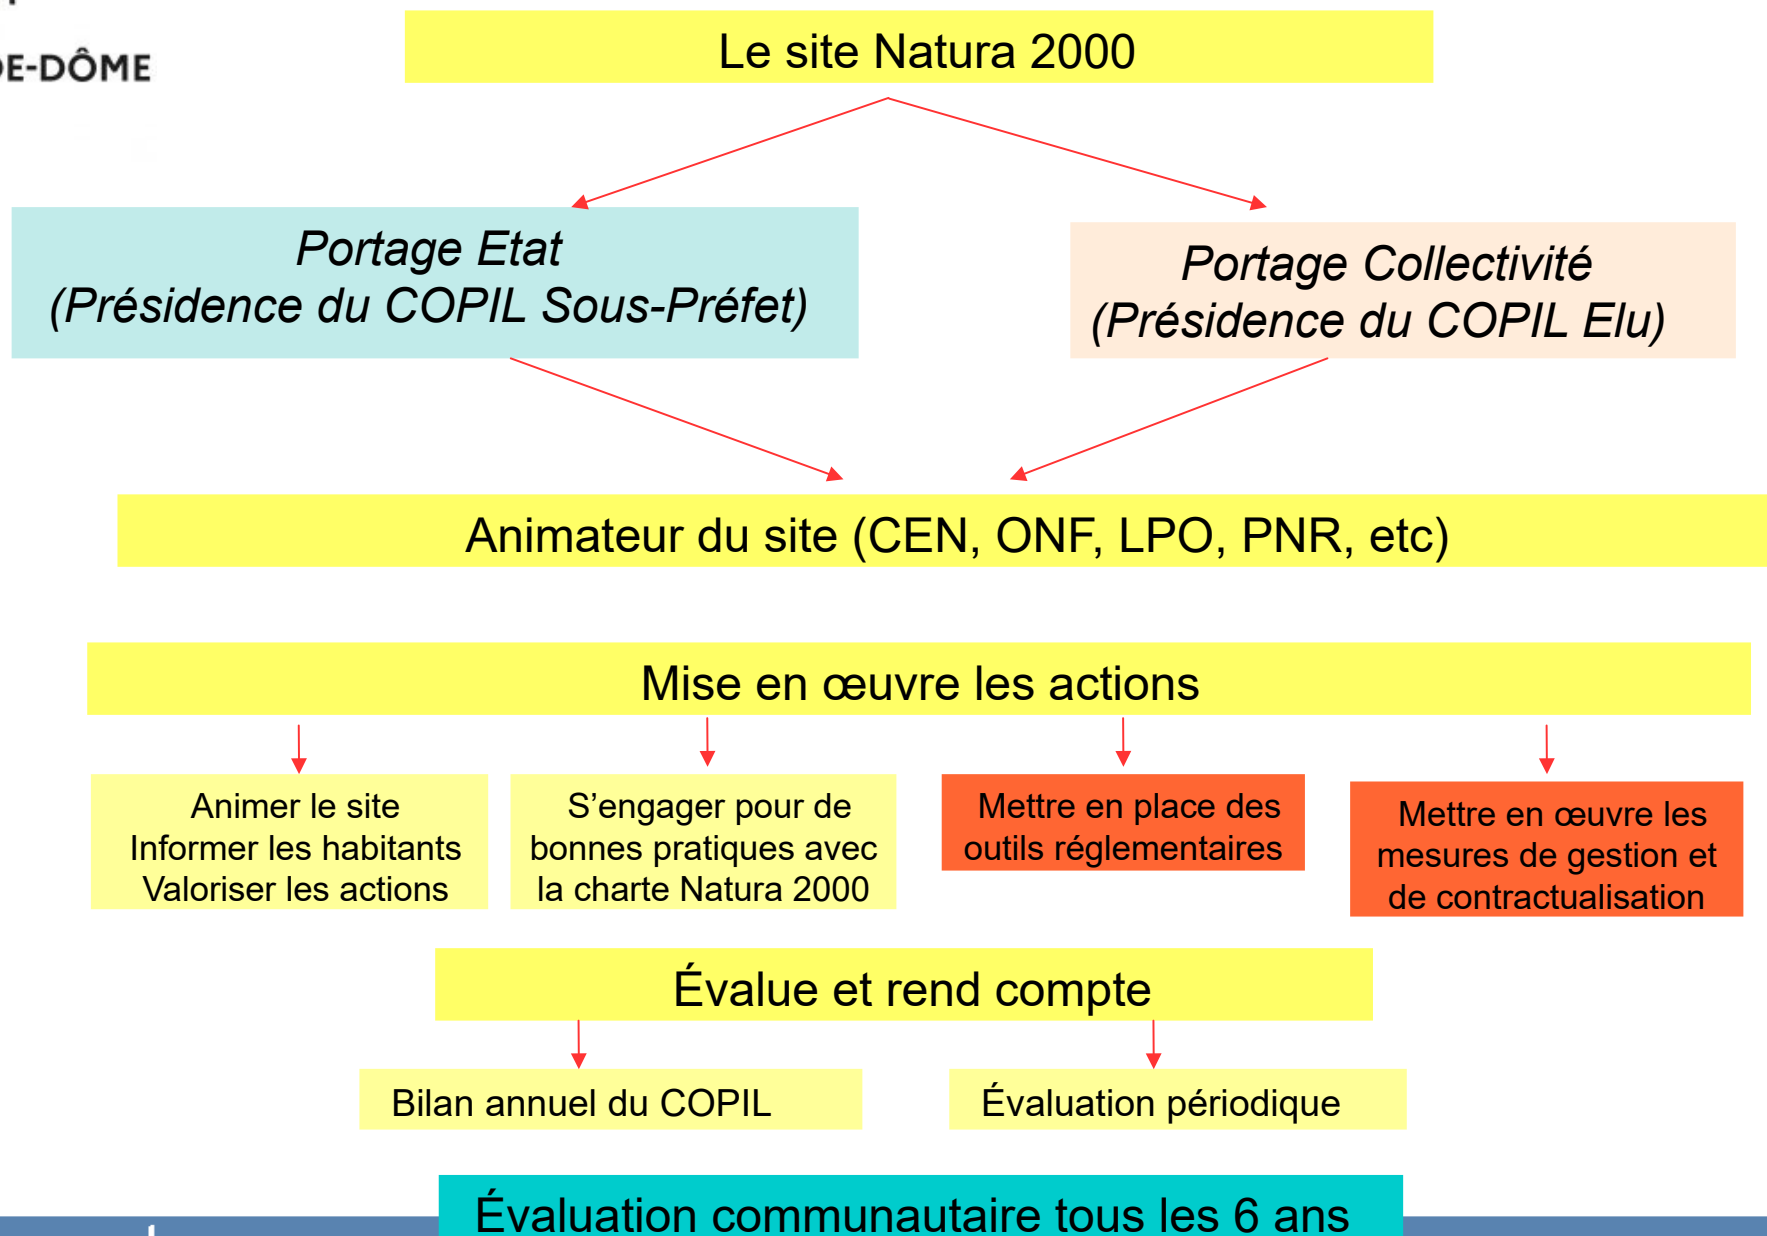 DE-DÔME
Le site Natura 2000
Portage Etat
(Présidence du COPIL Sous-Préfet)
Portage Collectivité
(Présidence du COPIL Elu)
Animateur du site (CEN, ONF, LPO, PNR, etc)
Mise en œuvre les actions
Animer le site
Informer les habitants
Valoriser les actions
S’engager pour de
bonnes pratiques avec
la charte Natura 2000
Mettre en place des
outils réglementaires
Mettre en œuvre les
mesures de gestion et
de contractualisation
Évalue et rend compte
Bilan annuel du COPIL
Évaluation périodique
Évaluation communautaire tous les 6 ans